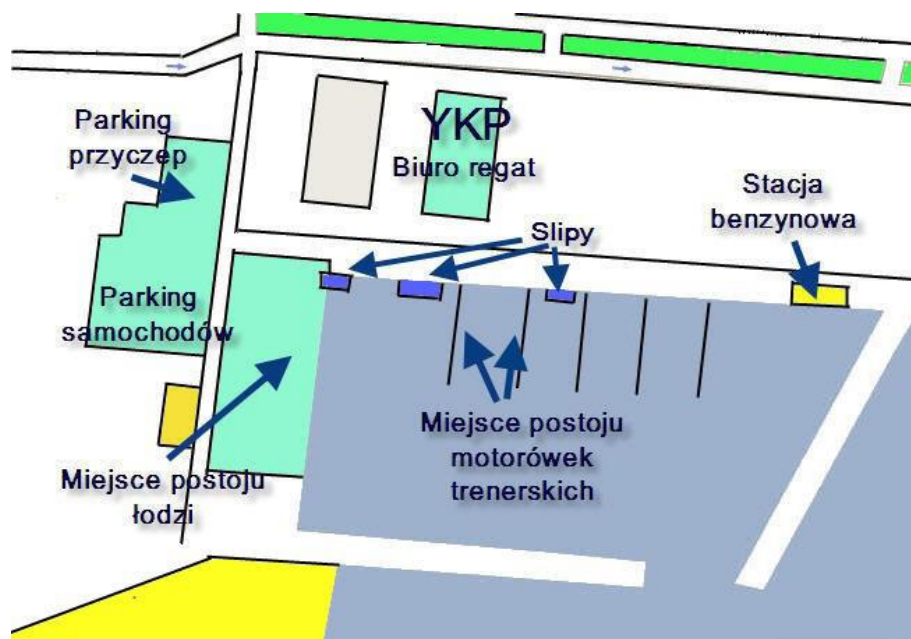 Parking
przyczep
YKP
Biuro regat
Stacja
benzynowa
Slipy
Parking
samochodów
Miejsce postoju
motorówek
trenerskich
Miejsce postoju
łodzi